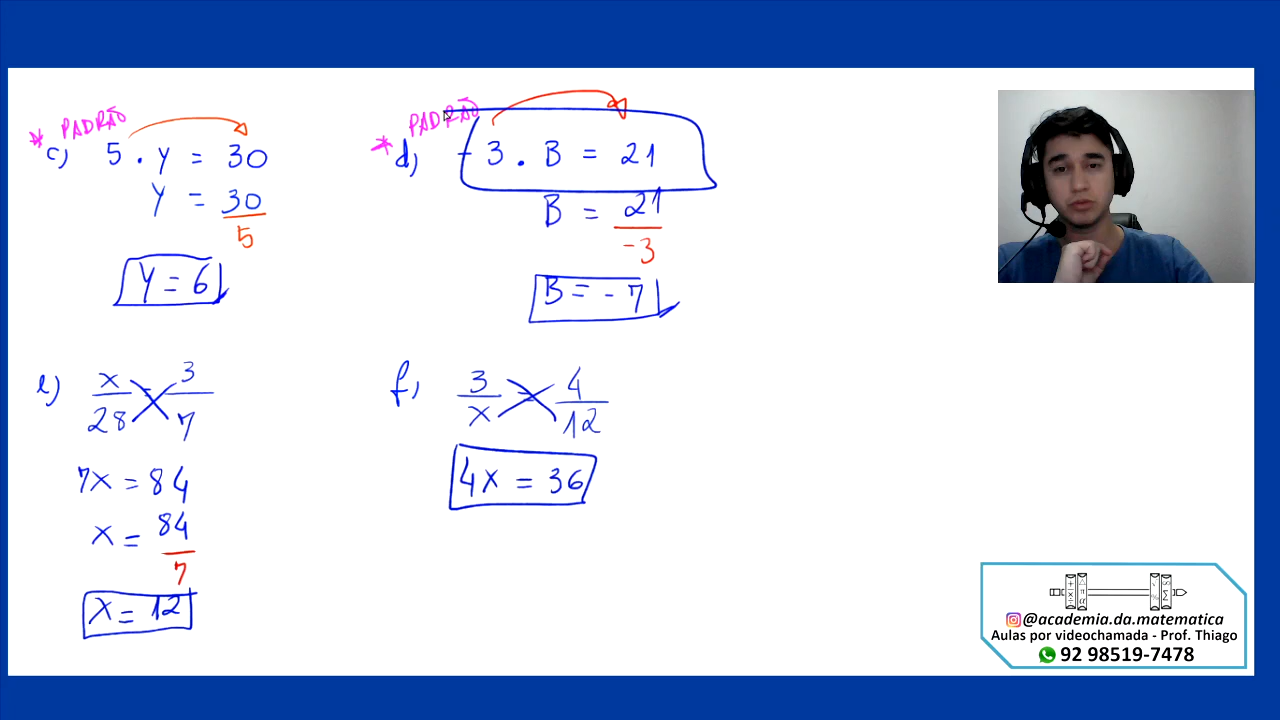 * PADRÃO
c) 5 . y = 30
y = 30/5
y = 6
* PADRÃO
d) - 3 . B = 21
B = 21/-3
B = - 7
e) x/28 = 3/7
7x = 84
x = 84/7
x = 12
f) 3/x = 4/12
4x = 36
@academia.da.matematica
Aulas por videochamada - Prof. Thiago
92 98519-7478